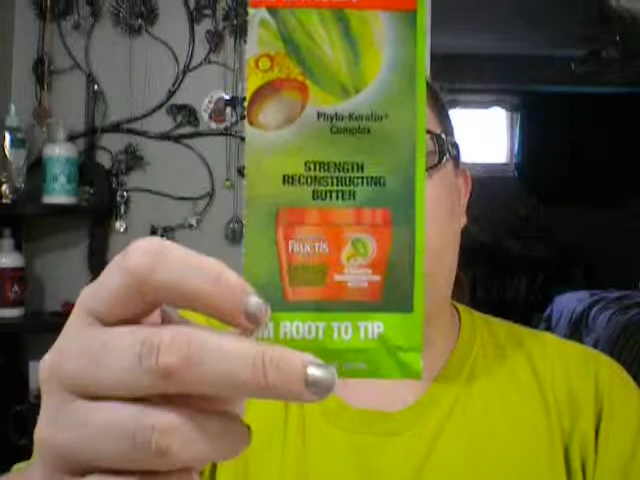 Phyto-Keratin
Complex
STRENGTH
RECONSTRUCTING
BUTTER
FRUCTIS
M ROOT TO TIP